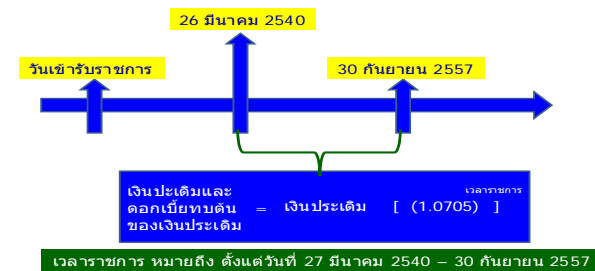 26 มีนาคม 2540
วันเข้ารับราชการ
30 กันยายน 2557
เงินปะเดิมและ
ดอกเบี้ยทบต้น = เงินประเดิม [ (1.0705) เวลาราชการ ]
ของเงินประเดิม
เวลาราชการ หมายถึง ตั้งแต่วันที่ 27 มีนาคม 2540 – 30 กันยายน 2557